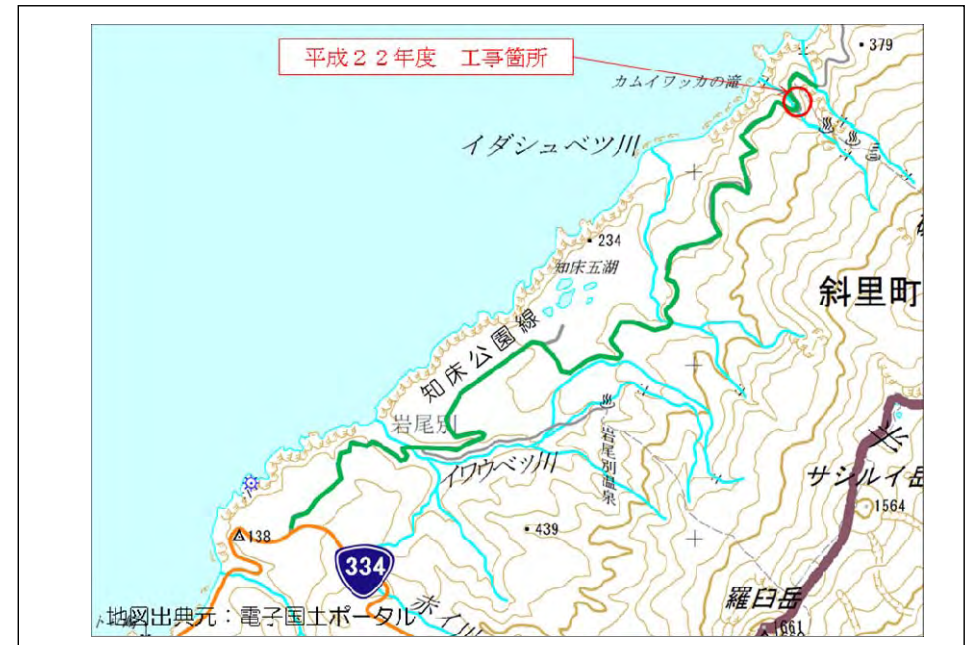 平成２２年度　工事箇所
・379
カムイワッカの滝
イダシュベツ川
・234
知床五湖
斜里町
知床公園線
岩尾別
イワウベツ川
岩尾別温泉
サシルイ岳
・1564
138
・439
334
羅臼岳
赤イ川
1661
地図出典元：電子国土ポータル